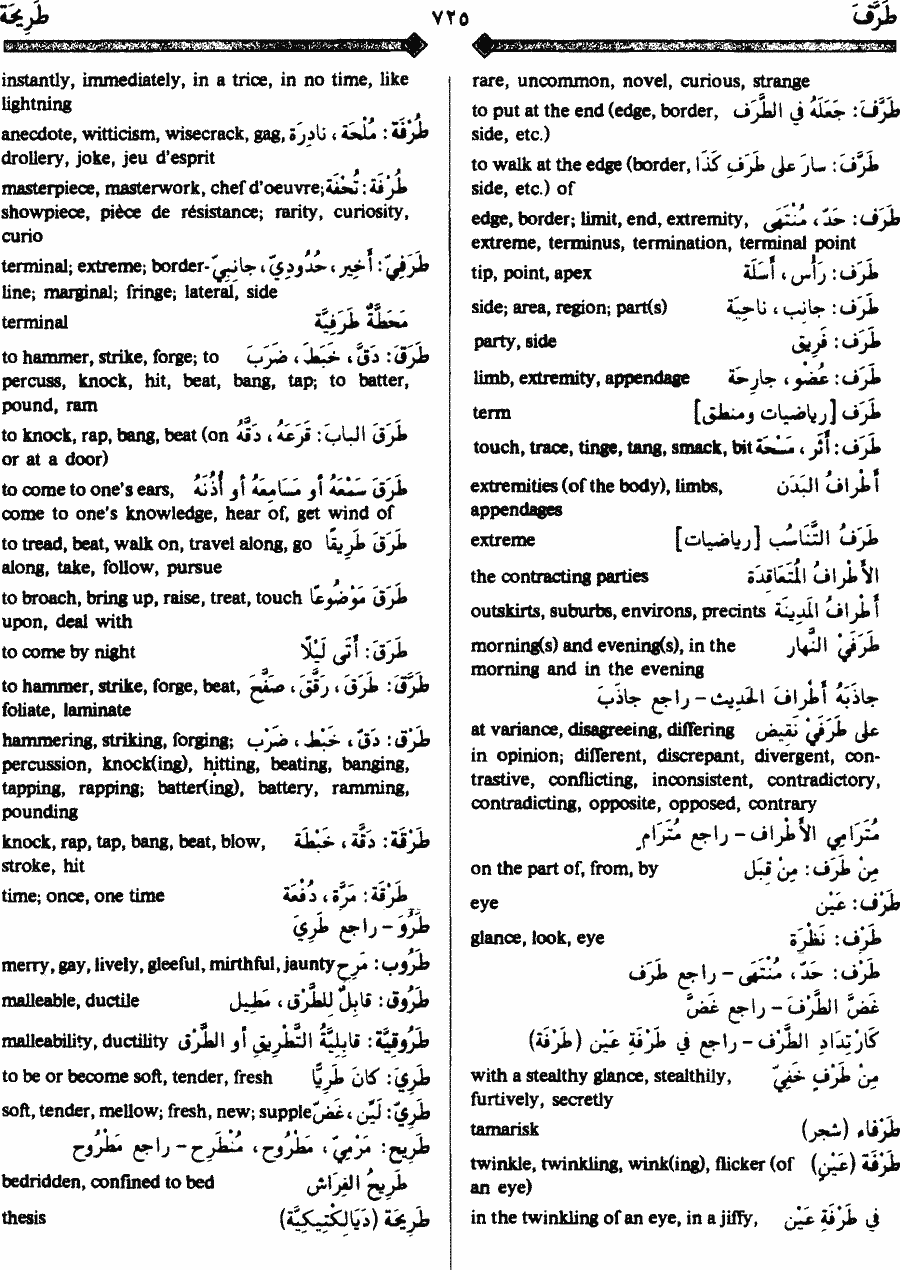 طَرَّفَ ٧٢٥ طَرِيحَة
rare, uncommon, novel, curious, strange
طَرَّفَ: جَعَلَهُ في الطَّرَف to put at the end (edge, border,
side, etc.)
طَرَّفَ: سارَ على طَرَفِ كَذَا to walk at the edge (border,
side, etc.) of
طَرَف: حَدّ، مُنْتَهَى edge, border; limit, end, extremity,
extreme, terminus, termination, terminal point
طَرَف: رَأْس، أَسَلَة tip, point, apex
طَرَف: جانِب، ناحِيَة side; area, region; part(s)
طَرَف: فَرِيق party, side
طَرَف: عُضْو، جارِحَة limb, extremity, appendage
طَرَف [رياضيات ومنطق] term
طَرَف: أَثَر، مَسْحَة touch, trace, tinge, tang, smack, bit
أَطْرافُ البَدَن extremities (of the body), limbs,
appendages
طَرَفُ التَّنَاسُب [رياضيات] extreme
الأَطْرافُ المُتَعَاقِدَة the contracting parties
أَطْرافُ المَدِينَة outskirts, suburbs, environs, precints
طَرَفَيْ النَّهار morning(s) and evening(s), in the
morning and in the evening
جاذَبَهُ أَطْرافَ الحَديث - راجع جاذَبَ
على طَرَفَيْ نَقِيض at variance, disagreeing, differing
in opinion; different, discrepant, divergent, con-
trastive, conflicting, inconsistent, contradictory,
contradicting, opposite, opposed, contrary
مُتَرامِي الأَطْراف - راجع مُتَرَامٍ
مِنْ طَرَف: مِنْ قِبَل on the part of, from, by
طَرْف: عَيْن eye
طَرْف: نَظْرَة glance, look, eye
طَرْف: حَدّ، مُنْتَهَى - راجع طَرَف
غَضَّ الطَّرْفَ - راجع غَضَّ
كَارْتِدَادِ الطَّرْف - راجع في طَرْفَةِ عَيْن (طَرْفَة)
مِنْ طَرْفٍ خَفِيّ with a stealthy glance, stealthily,
furtively, secretly
طَرْفاء (شجر) tamarisk
طَرْفَة (عَيْن) twinkle, twinkling, wink(ing), flicker (of
an eye)
في طَرْفَةِ عَيْن in the twinkling of an eye, in a jiffy,
instantly, immediately, in a trice, in no time, like
lightning
طُرْفَة: مُلْحَة، نادِرَة anecdote, witticism, wisecrack, gag,
drollery, joke, jeu d'esprit
طُرْفَة: تُحْفَة masterpiece, masterwork, chef d'oeuvre;
showpiece, pièce de résistance; rarity, curiosity,
curio
طَرَفِيّ: أَخِير، حُدُودِيّ، جانِبِيّ terminal; extreme; border-
line; marginal; fringe; lateral, side
مَحَطَّةٌ طَرَفِيَّة terminal
طَرَقَ: دَقَّ، خَبَطَ، ضَرَبَ to hammer, strike, forge; to
percuss, knock, hit, beat, bang, tap; to batter,
pound, ram
طَرَقَ البابَ: قَرَعَهُ، دَقَّهُ to knock, rap, bang, beat (on
or at a door)
طَرَقَ سَمْعَهُ أو مَسَامِعَهُ أو أُذُنَهُ to come to one's ears,
come to one's knowledge, hear of, get wind of
طَرَقَ طَرِيقًا to tread, beat, walk on, travel along, go
along, take, follow, pursue
طَرَقَ مَوْضُوعًا to broach, bring up, raise, treat, touch
upon, deal with
طَرَقَ: أَتَى لَيْلًا to come by night
طَرَّقَ: طَرَقَ، رَقَّقَ، صَفَّحَ to hammer, strike, forge, beat,
foliate, laminate
طَرْق: دَقّ، خَبْط، ضَرْب hammering, striking, forging;
percussion, knock(ing), hitting, beating, banging,
tapping, rapping; batter(ing), battery, ramming,
pounding
طَرْقَة: دَقَّة، خَبْطَة knock, rap, tap, bang, beat, blow,
stroke, hit
طَرْقَة: مَرَّة، دُفْعَة time; once, one time
طَرُوَ - راجع طَرِيَ
طَرُوب: مَرِح merry, gay, lively, gleeful, mirthful, jaunty
طَرُوق: قابِلٌ لِلطَّرْق، مَطِيل malleable, ductile
طَرُوقِيَّة: قابِلِيَّةُ التَّطْرِيق أو الطَّرْق malleability, ductility
طَرِيَ: كانَ طَرِيًّا to be or become soft, tender, fresh
طَرِيّ: لَيِّن، غَضّ soft, tender, mellow; fresh, new; supple
طَرِيح: مَرْمِيّ، مَطْرُوح، مُنْطَرِح - راجع مَطْرُوح
طَرِيحُ الفِرَاش bedridden, confined to bed
طَرِيحَة (دَيَالِكْتِيكِيَّة) thesis